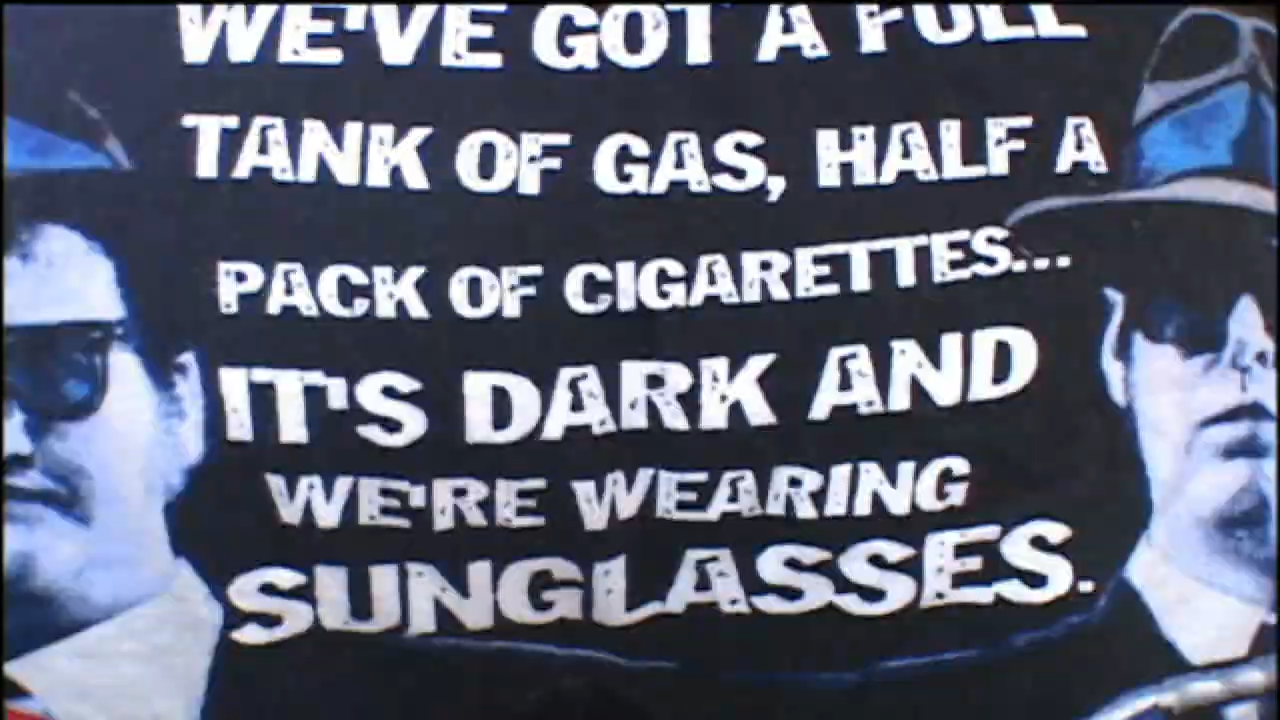 WE'VE GOT A FULL
TANK OF GAS, HALF A
PACK OF CIGARETTES...
IT'S DARK AND
WE'RE WEARING
SUNGLASSES.